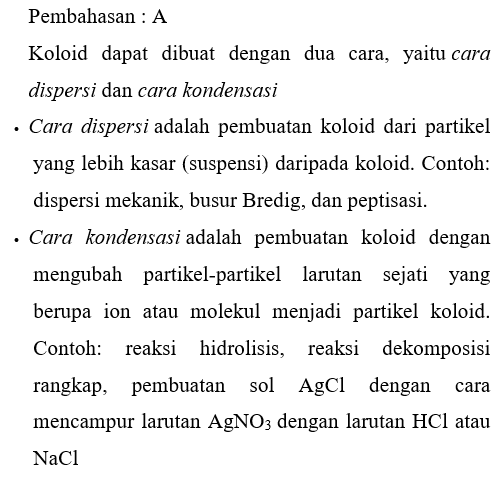 Pembahasan : A
Koloid dapat dibuat dengan dua cara, yaitu cara
dispersi dan cara kondensasi
• Cara dispersi adalah pembuatan koloid dari partikel
yang lebih kasar (suspensi) daripada koloid. Contoh:
dispersi mekanik, busur Bredig, dan peptisasi.
• Cara kondensasi adalah pembuatan koloid dengan
mengubah partikel-partikel larutan sejati yang
berupa ion atau molekul menjadi partikel koloid.
Contoh: reaksi hidrolisis, reaksi dekomposisi
rangkap, pembuatan sol AgCl dengan cara
mencampur larutan AgNO₃ dengan larutan HCl atau
NaCl